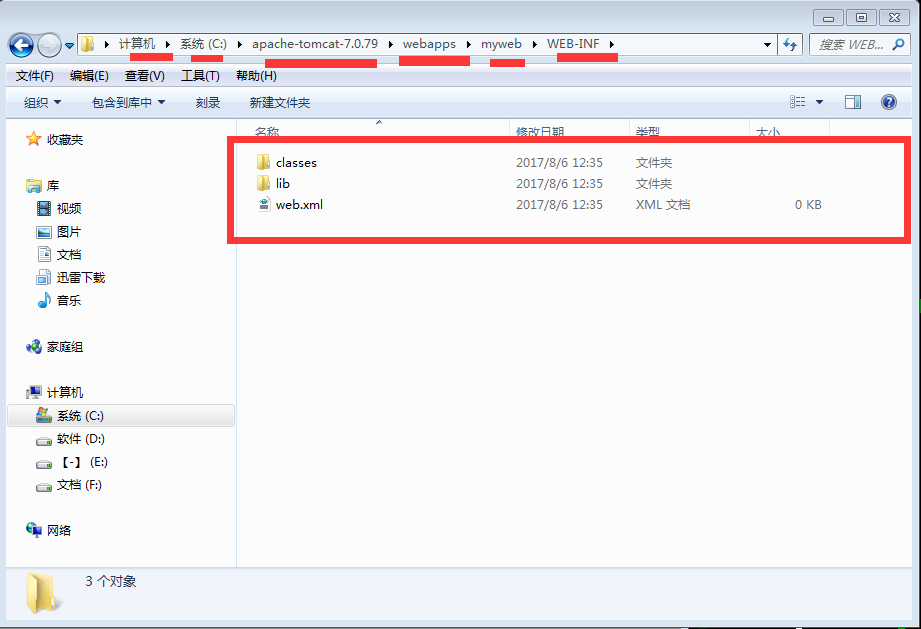 计算机 系统 (C:) apache-tomcat-7.0.79 webapps myweb WEB-INF 搜索 WEB...
文件(F) 编辑(E) 查看(V) 工具(T) 帮助(H)
组织 包含到库中 刻录 新建文件夹
名称 修改日期 类型 大小
收藏夹
库
视频
图片
文档
迅雷下载
音乐
家庭组
计算机
系统 (C:)
软件 (D:)
【-】 (E:)
文档 (F:)
网络
classes 2017/8/6 12:35 文件夹
lib 2017/8/6 12:35 文件夹
web.xml 2017/8/6 12:35 XML 文档 0 KB
3 个对象